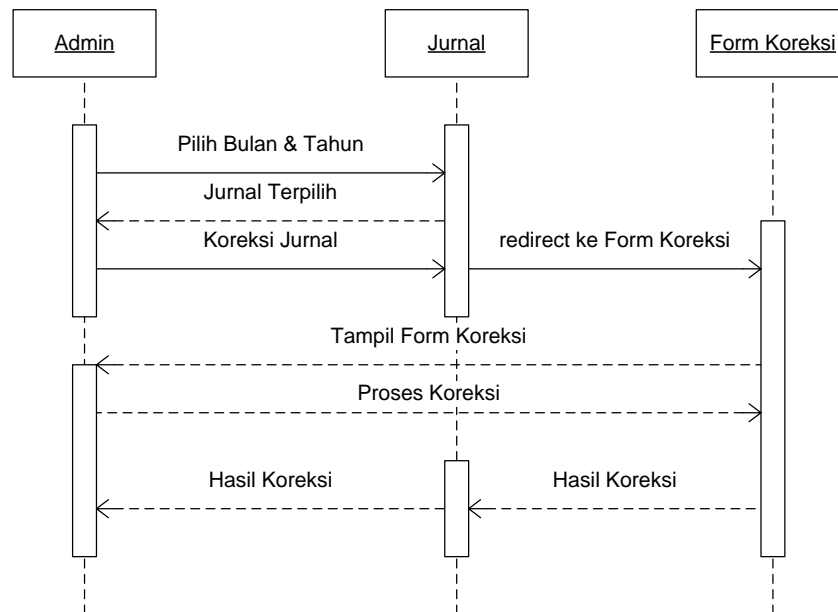 Admin
Jurnal
Form Koreksi
Pilih Bulan & Tahun
Jurnal Terpilih
Koreksi Jurnal
redirect ke Form Koreksi
Tampil Form Koreksi
Proses Koreksi
Hasil Koreksi
Hasil Koreksi